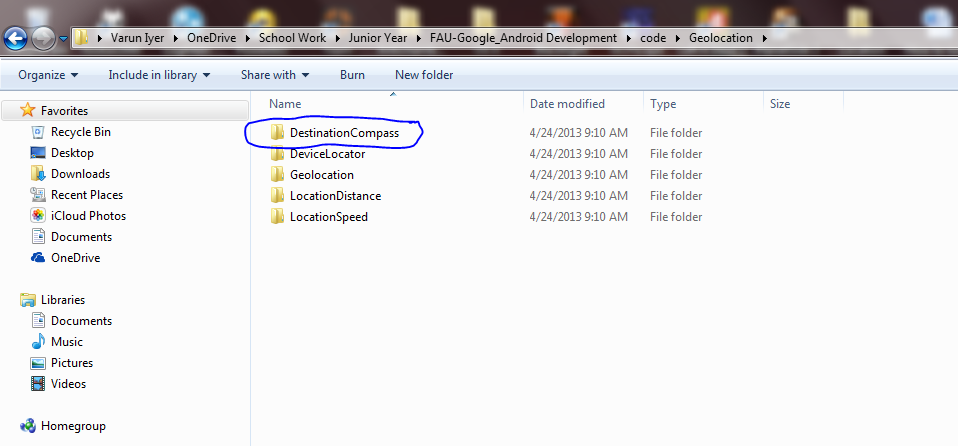 Varun Iyer OneDrive School Work Junior Year FAU-Google_Android Development code Geolocation
Organize Include in library Share with Burn New folder
Favorites
Recycle Bin
Desktop
Downloads
Recent Places
iCloud Photos
Documents
OneDrive
Libraries
Documents
Music
Pictures
Videos
Homegroup
Name Date modified Type Size
DestinationCompass 4/24/2013 9:10 AM File folder
DeviceLocator 4/24/2013 9:10 AM File folder
Geolocation 4/24/2013 9:10 AM File folder
LocationDistance 4/24/2013 9:10 AM File folder
LocationSpeed 4/24/2013 9:10 AM File folder